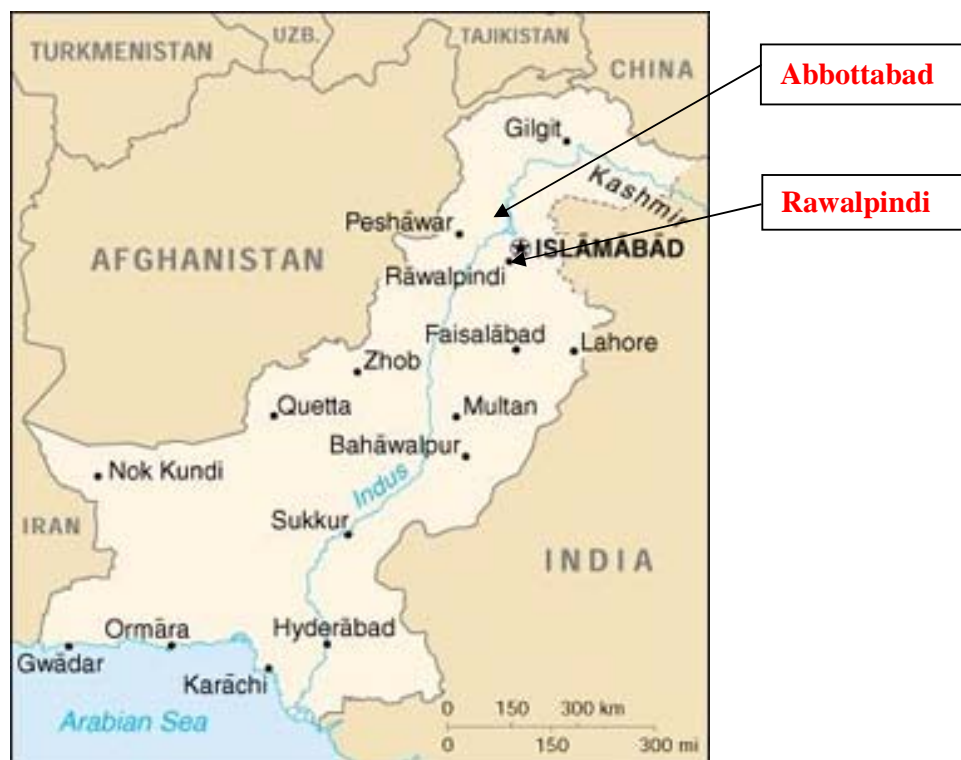 TURKMENISTAN
UZB.
TAJIKISTAN
CHINA
Abbottabad
Gilgit
Kashmir
Rawalpindi
Peshāwar
ISLĀMĀBĀD
AFGHANISTAN
Rāwalpindi
Faisalābad
Lahore
Zhob
Quetta
Multan
Bahāwalpur
Nok Kundi
Indus
Sukkur
IRAN
INDIA
Ormāra
Hyderābad
Gwādar
Karāchi
Arabian Sea
0 150 300 km
0 150 300 mi